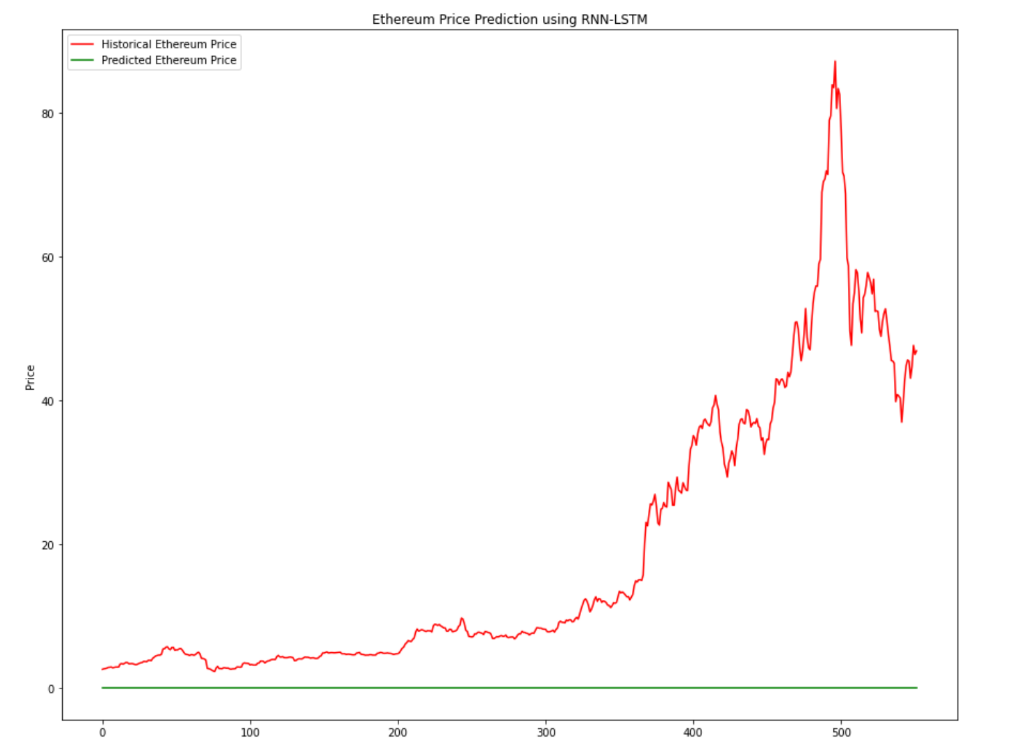 Ethereum Price Prediction using RNN-LSTM
Historical Ethereum Price
Predicted Ethereum Price
80
60
Price
40
20
0
0 100 200 300 400 500